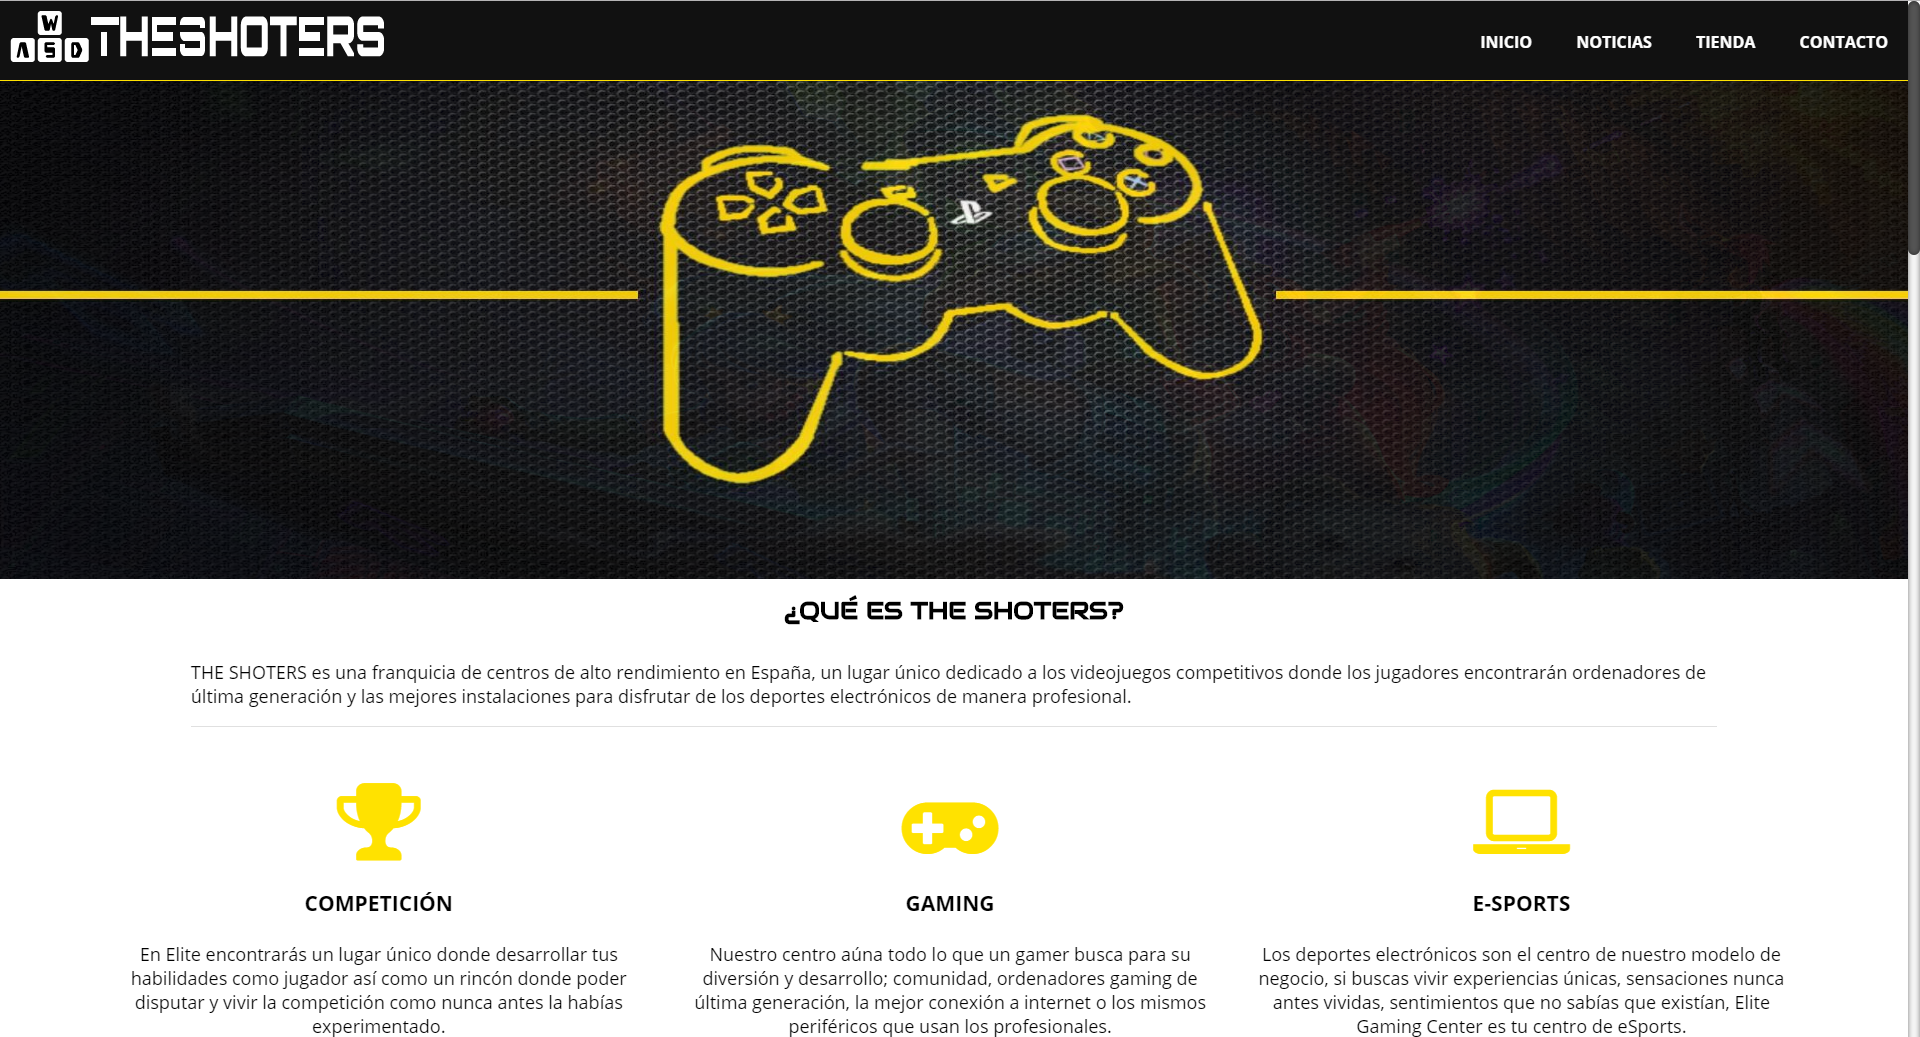 W
A S D
THESHOTERS
INICIO NOTICIAS TIENDA CONTACTO
¿QUÉ ES THE SHOTERS?
THE SHOTERS es una franquicia de centros de alto rendimiento en España, un lugar único dedicado a los videojuegos competitivos donde los jugadores encontrarán ordenadores de
última generación y las mejores instalaciones para disfrutar de los deportes electrónicos de manera profesional.
COMPETICIÓN
En Elite encontrarás un lugar único donde desarrollar tus
habilidades como jugador así como un rincón donde poder
disputar y vivir la competición como nunca antes la habías
experimentado.
GAMING
Nuestro centro aúna todo lo que un gamer busca para su
diversión y desarrollo; comunidad, ordenadores gaming de
última generación, la mejor conexión a internet o los mismos
periféricos que usan los profesionales.
E-SPORTS
Los deportes electrónicos son el centro de nuestro modelo de
negocio, si buscas vivir experiencias únicas, sensaciones nunca
antes vividas, sentimientos que no sabías que existían, Elite
Gaming Center es tu centro de eSports.